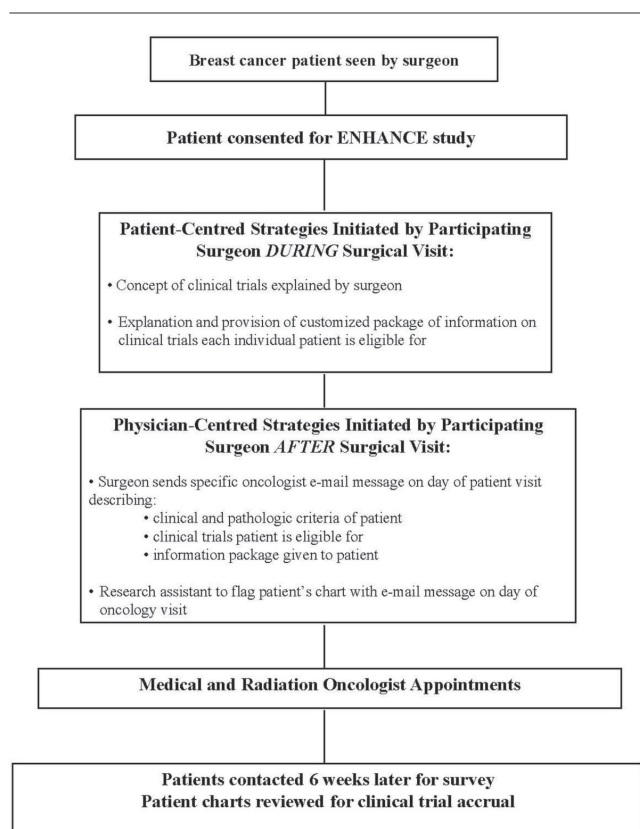 Breast cancer patient seen by surgeon
Patient consented for ENHANCE study
Patient-Centred Strategies Initiated by Participating
Surgeon DURING Surgical Visit:
• Concept of clinical trials explained by surgeon
• Explanation and provision of customized package of information on
clinical trials each individual patient is eligible for
Physician-Centred Strategies Initiated by Participating
Surgeon AFTER Surgical Visit:
• Surgeon sends specific oncologist e-mail message on day of patient visit
describing:
• clinical and pathologic criteria of patient
• clinical trials patient is eligible for
• information package given to patient
• Research assistant to flag patient's chart with e-mail message on day of
oncology visit
Medical and Radiation Oncologist Appointments
Patients contacted 6 weeks later for survey
Patient charts reviewed for clinical trial accrual